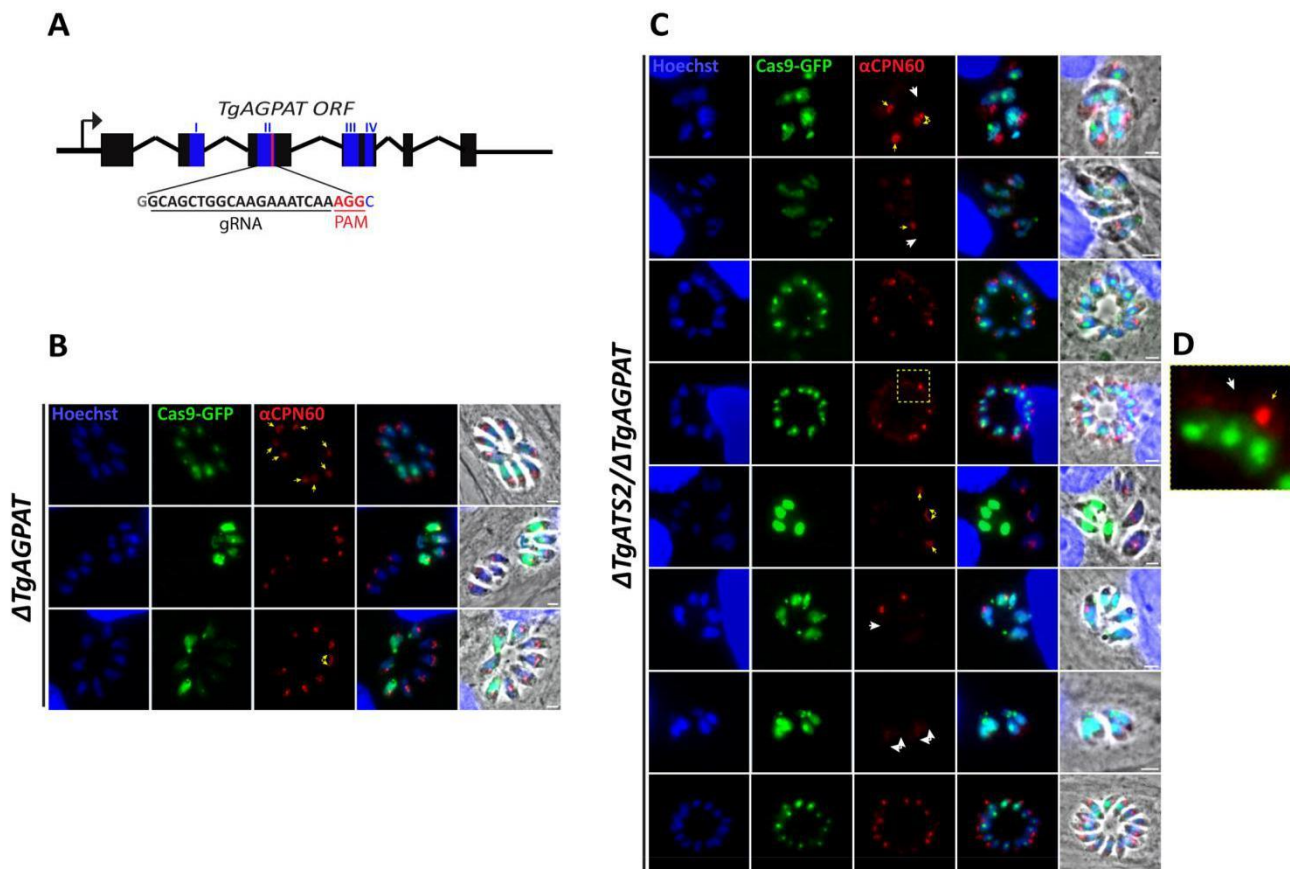 A
TgAGPAT ORF
I II III IV
GGCAGCTGGCAAGAAATCAAAGGC
gRNA PAM
B
ΔTgAGPAT
Hoechst Cas9-GFP αCPN60
C
ΔTgATS2/ΔTgAGPAT
Hoechst Cas9-GFP αCPN60
D